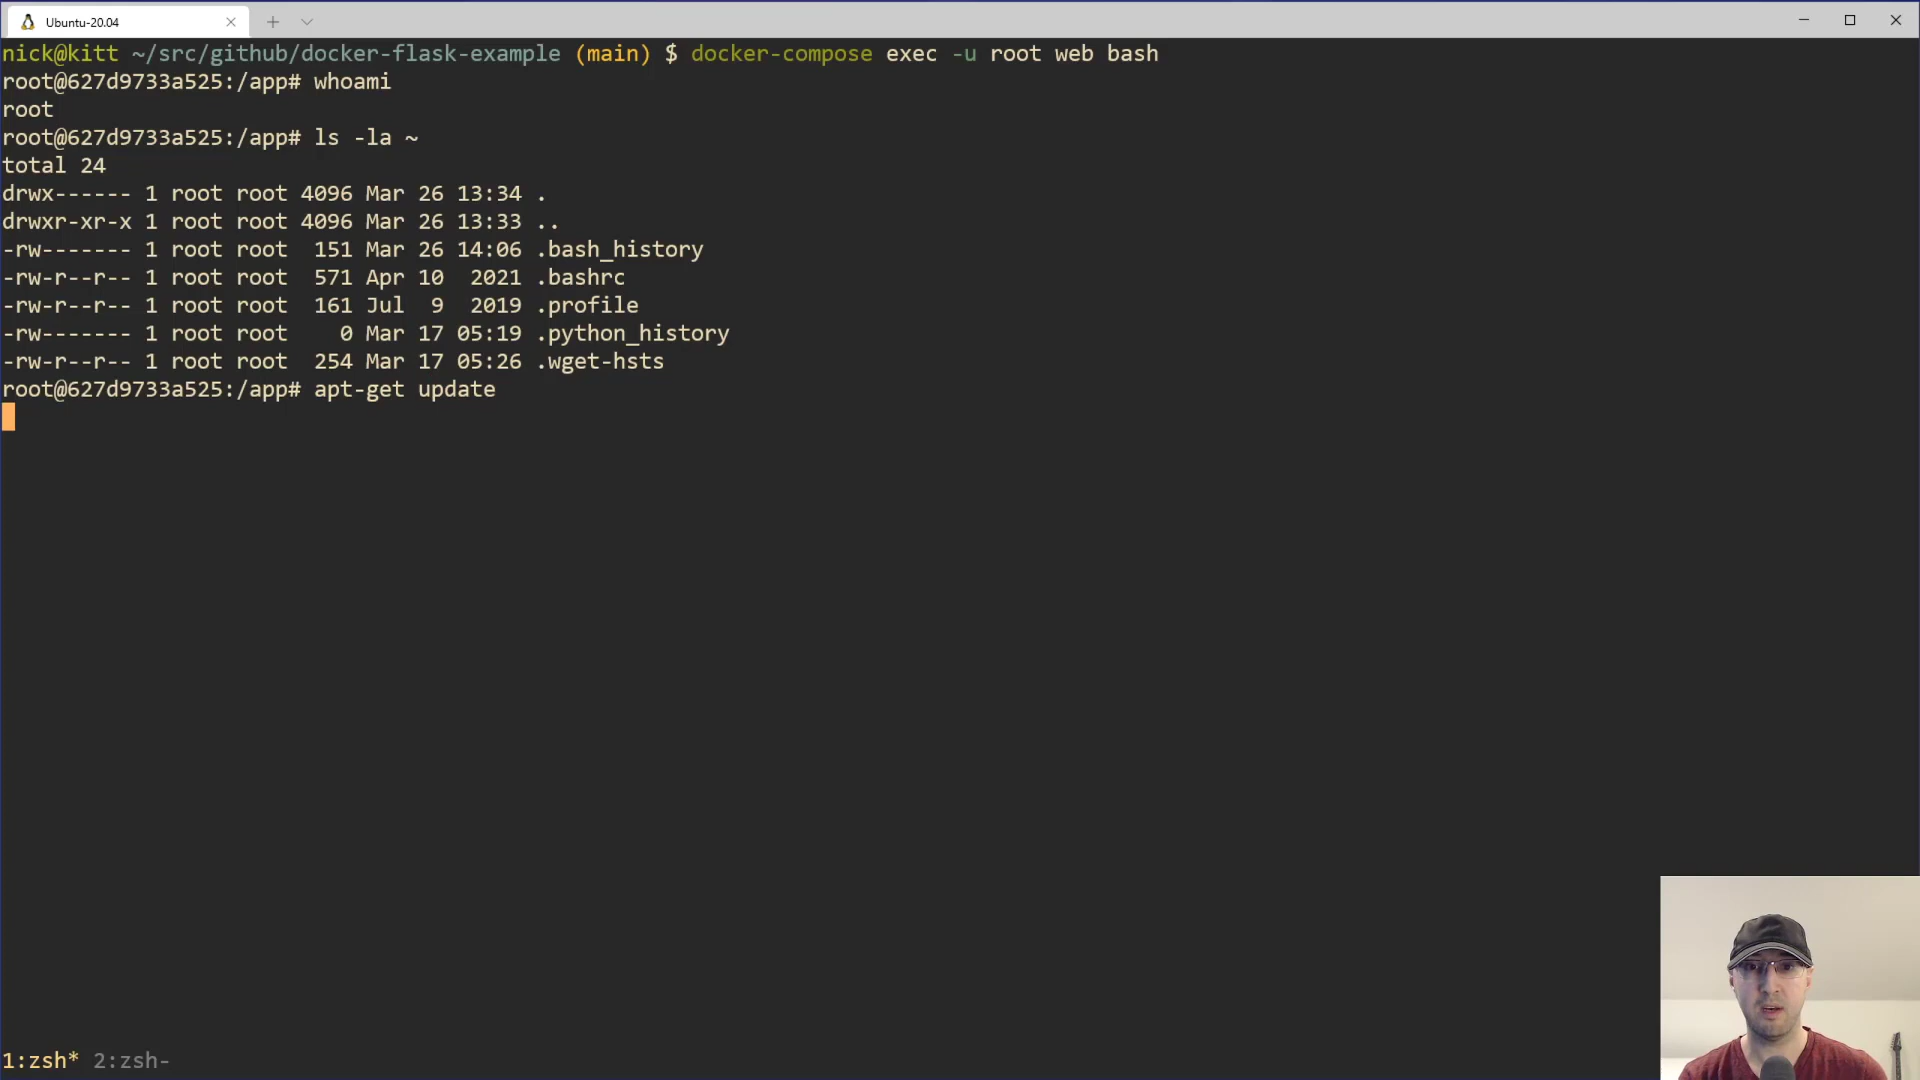 Ubuntu-20.04
nick@kitt ~/src/github/docker-flask-example (main) $ docker-compose exec -u root web bash
root@627d9733a525:/app# whoami
root
root@627d9733a525:/app# ls -la ~
total 24
drwx------ 1 root root 4096 Mar 26 13:34 .
drwxr-xr-x 1 root root 4096 Mar 26 13:33 ..
-rw------- 1 root root  151 Mar 26 14:06 .bash_history
-rw-r--r-- 1 root root  571 Apr 10  2021 .bashrc
-rw-r--r-- 1 root root  161 Jul  9  2019 .profile
-rw------- 1 root root    0 Mar 17 05:19 .python_history
-rw-r--r-- 1 root root  254 Mar 17 05:26 .wget-hsts
root@627d9733a525:/app# apt-get update
1:zsh* 2:zsh-